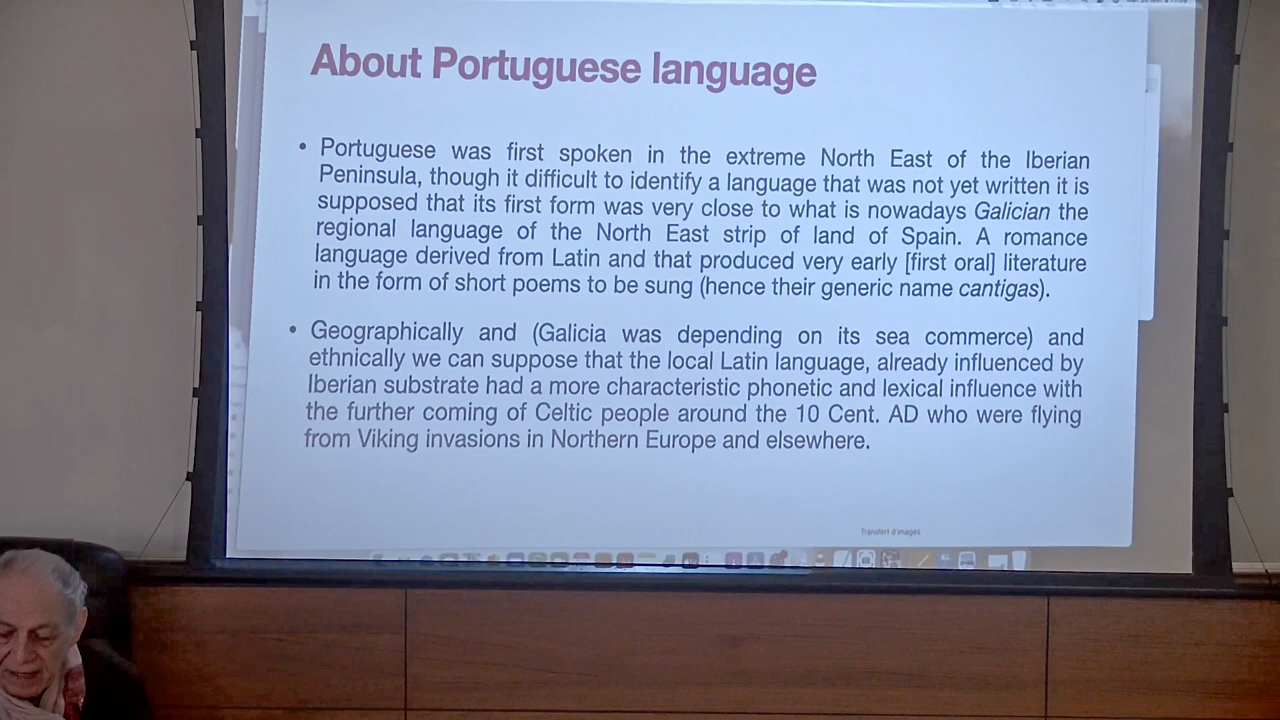 About Portuguese language
• Portuguese was first spoken in the extreme North East of the Iberian
Peninsula, though it difficult to identify a language that was not yet written it is
supposed that its first form was very close to what is nowadays Galician the
regional language of the North East strip of land of Spain. A romance
language derived from Latin and that produced very early [first oral] literature
in the form of short poems to be sung (hence their generic name cantigas).
• Geographically and (Galicia was depending on its sea commerce) and
ethnically we can suppose that the local Latin language, already influenced by
Iberian substrate had a more characteristic phonetic and lexical influence with
the further coming of Celtic people around the 10 Cent. AD who were flying
from Viking invasions in Northern Europe and elsewhere.
Transfert d'images